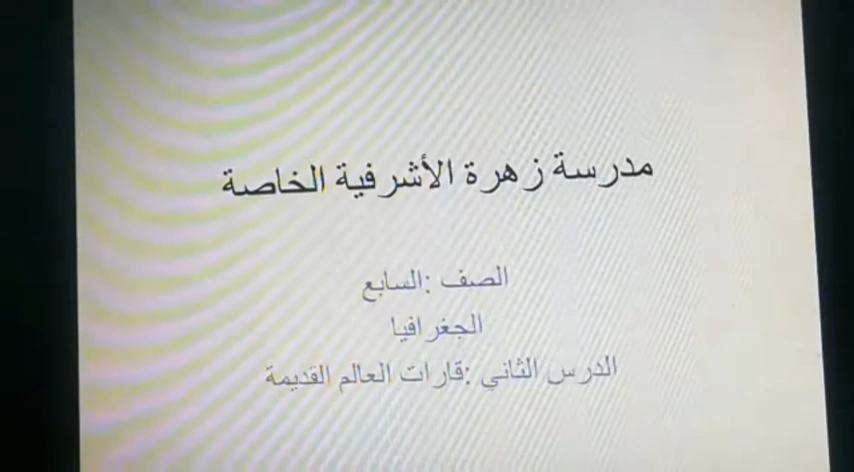 مدرسة زهرة الأشرفية الخاصة
الصف :السابع
الجغرافيا
الدرس الثاني :قارات العالم القديمة